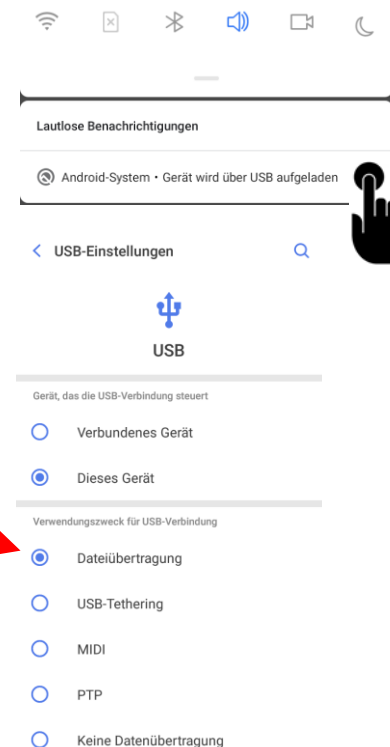 Lautlose Benachrichtigungen
Android-System • Gerät wird über USB aufgeladen
USB-Einstellungen
USB
Gerät, das die USB-Verbindung steuert
Verbundenes Gerät
Dieses Gerät
Verwendungszweck für USB-Verbindung
Dateiübertragung
USB-Tethering
MIDI
PTP
Keine Datenübertragung